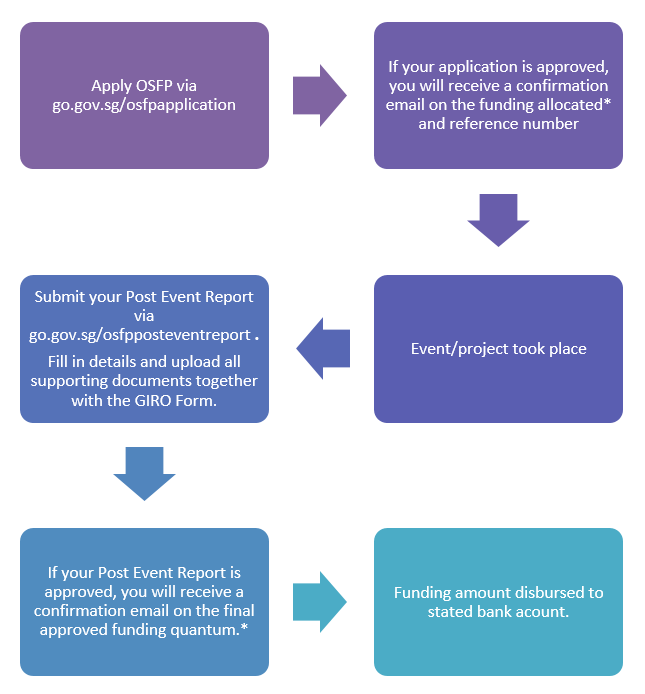 Apply OSFP via
go.gov.sg/osfpapplication
If your application is approved,
you will receive a confirmation
email on the funding allocated*
and reference number
Event/project took place
Submit your Post Event Report
via
go.gov.sg/osfpposteventreport .
Fill in details and upload all
supporting documents together
with the GIRO Form.
If your Post Event Report is
approved, you will receive a
confirmation email on the final
approved funding quantum.*
Funding amount disbursed to
stated bank acount.